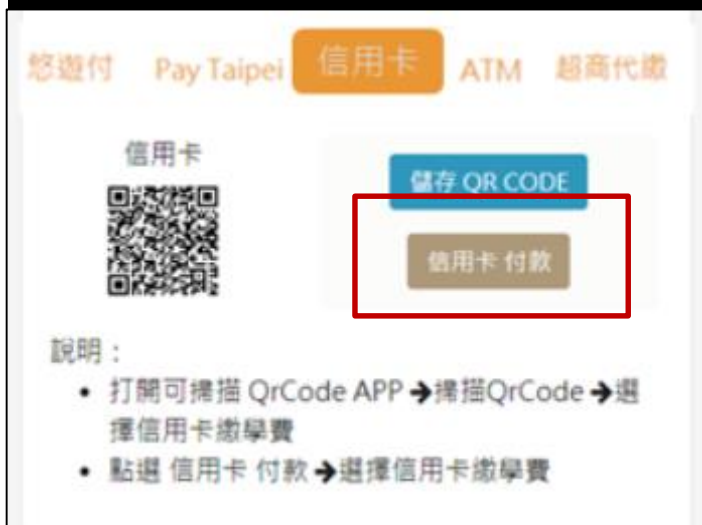 悠遊付 Pay Taipei 信用卡 ATM 超商代繳
信用卡
儲存 QR CODE
信用卡 付款
說明：
• 打開可掃描 QrCode APP ➔掃描QrCode ➔選
擇信用卡繳學費
• 點選 信用卡 付款 ➔選擇信用卡繳學費